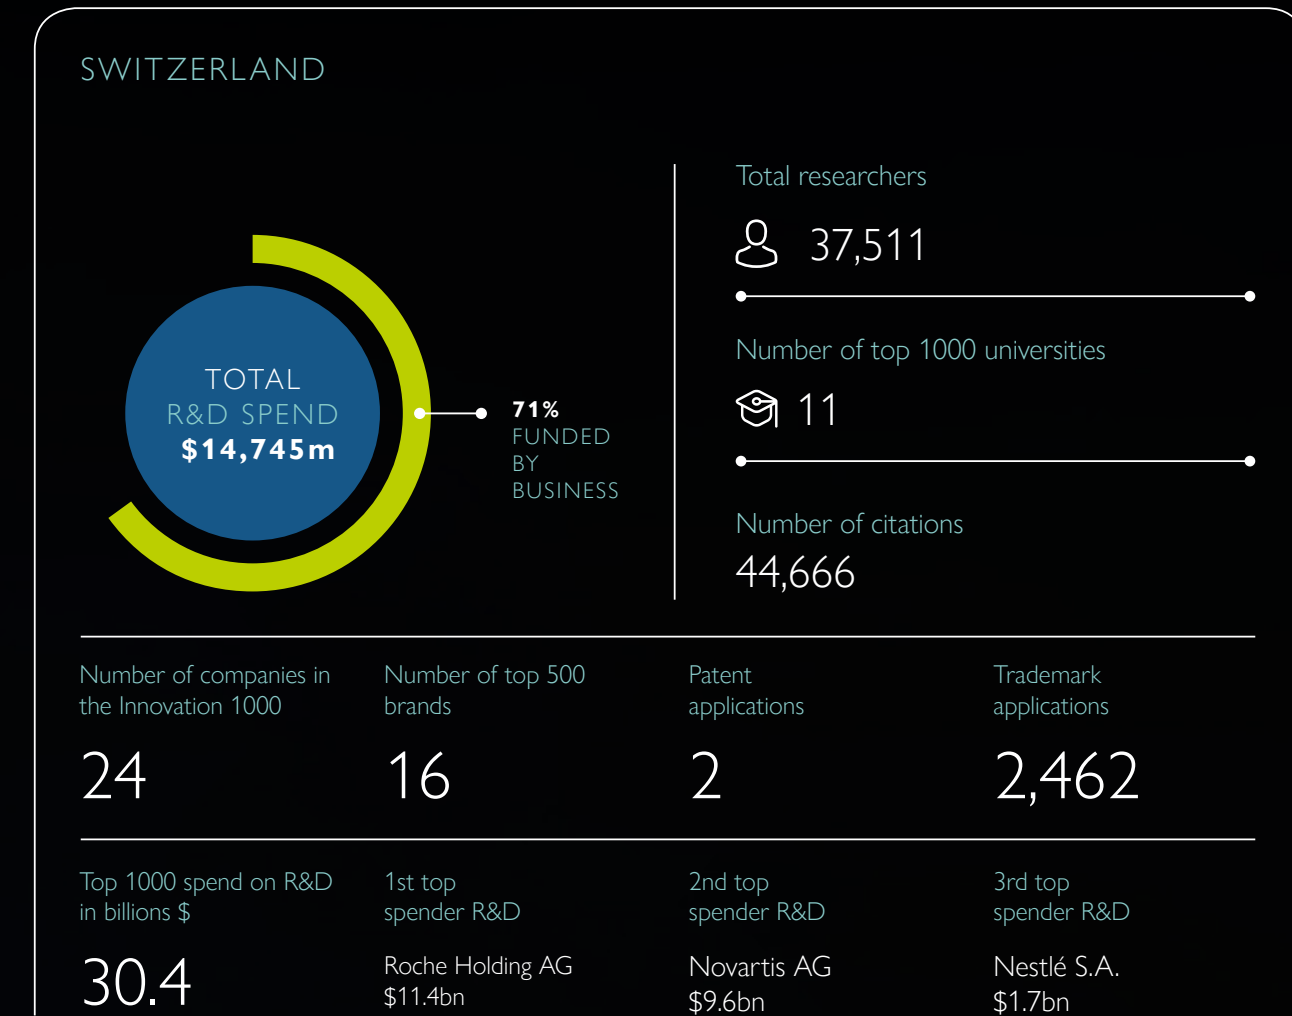 SWITZERLAND
TOTAL
R&D SPEND
$14,745m
71%
FUNDED
BY
BUSINESS
Total researchers
37,511
Number of top 1000 universities
11
Number of citations
44,666
Number of companies in
the Innovation 1000
24
Number of top 500
brands
16
Patent
applications
2
Trademark
applications
2,462
Top 1000 spend on R&D
in billions $
30.4
1st top
spender R&D
Roche Holding AG
$11.4bn
2nd top
spender R&D
Novartis AG
$9.6bn
3rd top
spender R&D
Nestlé S.A.
$1.7bn